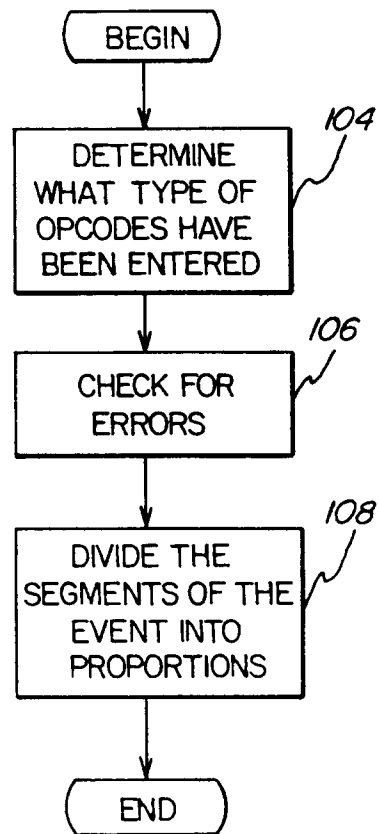 BEGIN
104
DETERMINE
WHAT TYPE OF
OPCODES HAVE
BEEN ENTERED
106
CHECK FOR
ERRORS
108
DIVIDE THE
SEGMENTS OF THE
EVENT INTO
PROPORTIONS
END